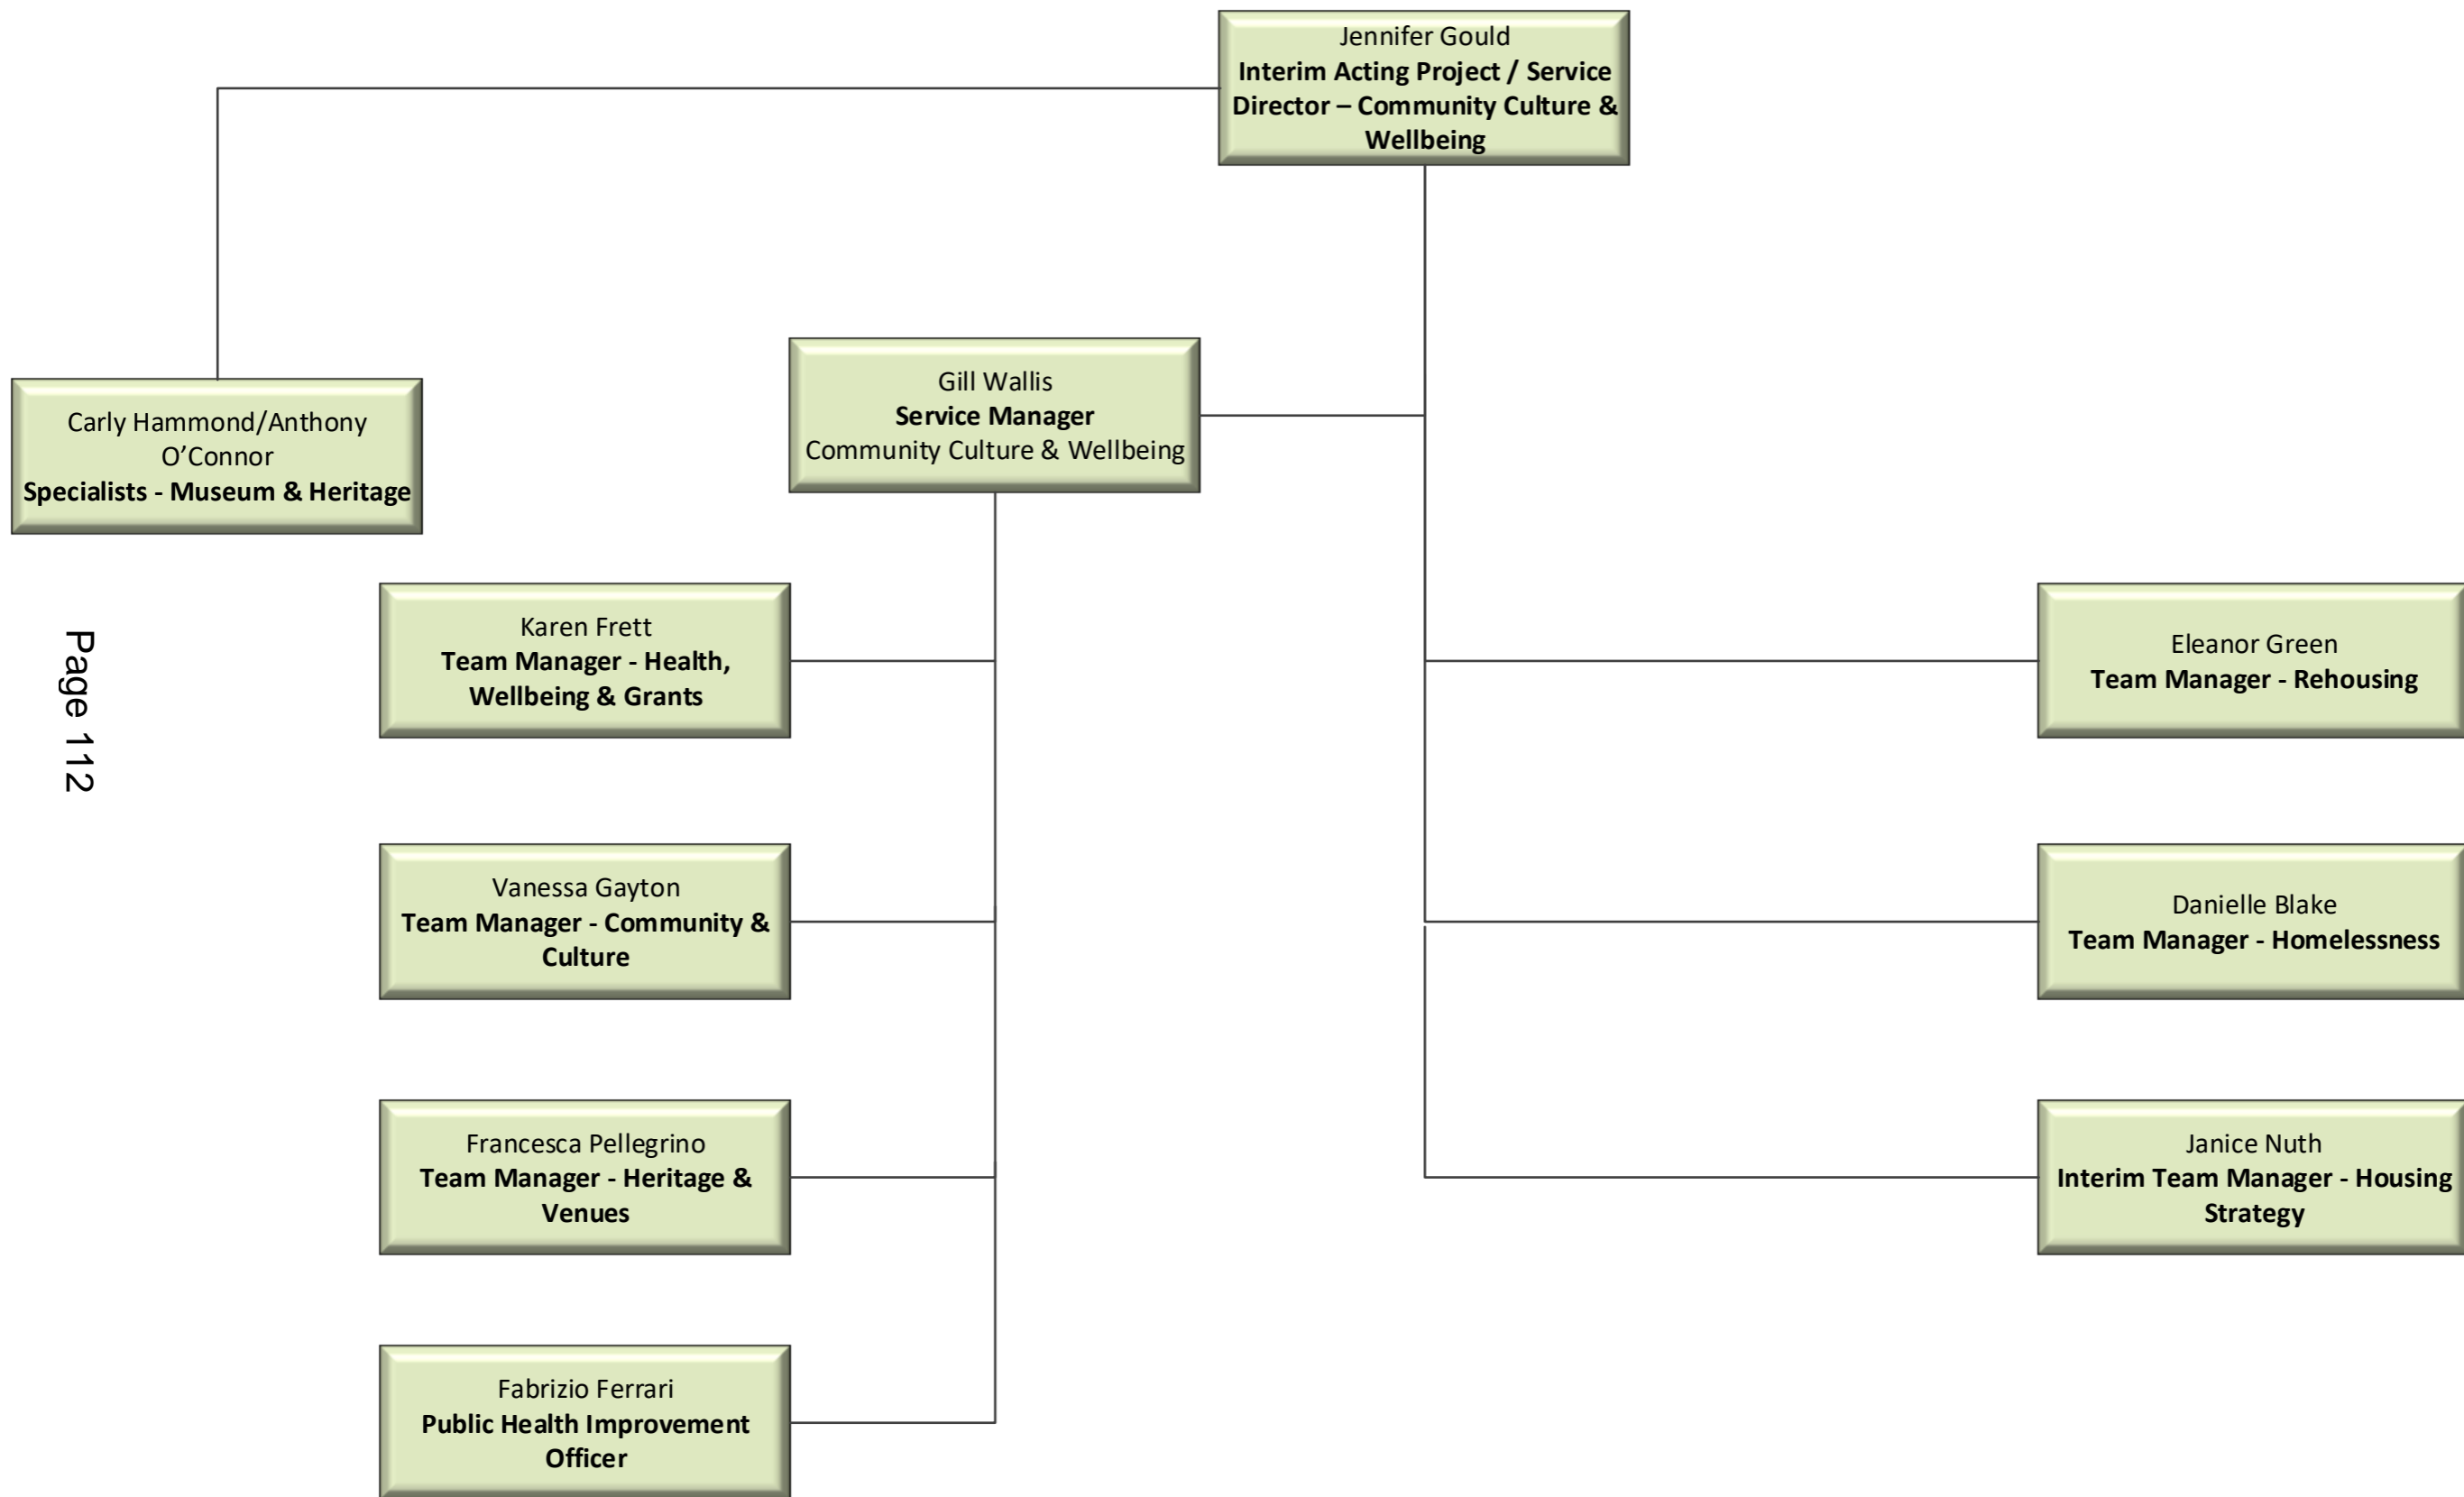 Jennifer Gould
Interim Acting Project / Service
Director – Community Culture &
Wellbeing
Gill Wallis
Service Manager
Community Culture & Wellbeing
Carly Hammond/Anthony
O’Connor
Specialists - Museum & Heritage
Karen Frett
Team Manager - Health,
Wellbeing & Grants
Eleanor Green
Team Manager - Rehousing
Page 112
Vanessa Gayton
Team Manager - Community &
Culture
Danielle Blake
Team Manager - Homelessness
Francesca Pellegrino
Team Manager - Heritage &
Venues
Janice Nuth
Interim Team Manager - Housing
Strategy
Fabrizio Ferrari
Public Health Improvement
Officer